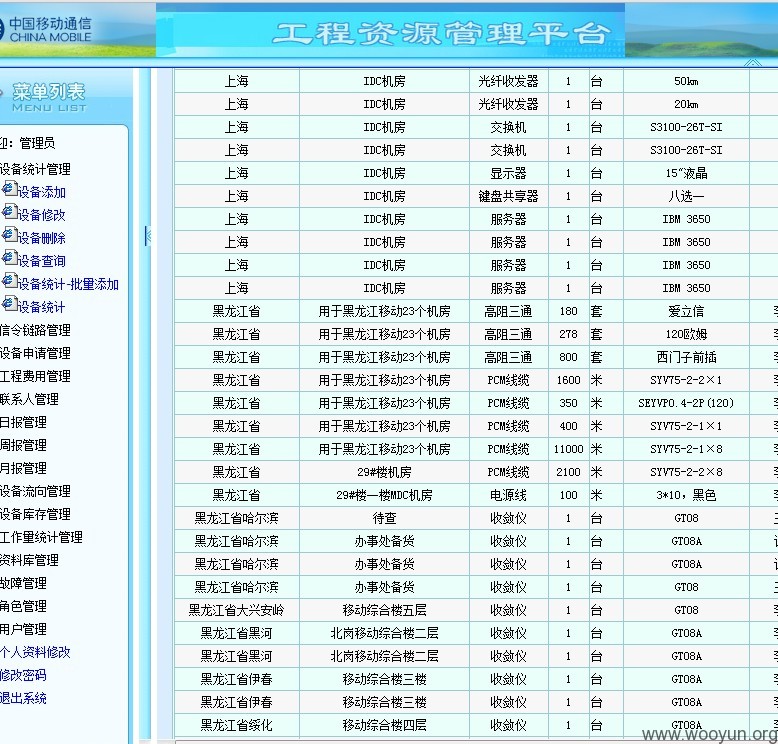 中国移动通信
CHINA MOBILE
工程资源管理平台
菜单列表
MENU LIST
迎：管理员
设备统计管理
设备添加
设备修改
设备删除
设备查询
设备统计-批量添加
设备统计
信令链路管理
设备申请管理
工程费用管理
联系人管理
日报管理
周报管理
月报管理
设备流向管理
设备库存管理
工作量统计管理
资料库管理
故障管理
角色管理
用户管理
个人资料修改
修改密码
退出系统
上海 IDC机房 光纤收发器 1 台 50km
上海 IDC机房 光纤收发器 1 台 20km
上海 IDC机房 交换机 1 台 S3100-26T-SI
上海 IDC机房 交换机 1 台 S3100-26T-SI
上海 IDC机房 显示器 1 台 15″液晶
上海 IDC机房 键盘共享器 1 台 八选一
上海 IDC机房 服务器 1 台 IBM 3650
上海 IDC机房 服务器 1 台 IBM 3650
上海 IDC机房 服务器 1 台 IBM 3650
上海 IDC机房 服务器 1 台 IBM 3650
黑龙江省 用于黑龙江移动23个机房 高阻三通 180 套 爱立信
黑龙江省 用于黑龙江移动23个机房 高阻三通 278 套 120欧姆
黑龙江省 用于黑龙江移动23个机房 高阻三通 800 套 西门子前插
黑龙江省 用于黑龙江移动23个机房 PCM线缆 1600 米 SYV75-2-2×1
黑龙江省 用于黑龙江移动23个机房 PCM线缆 350 米 SEYVP0.4-2P(120)
黑龙江省 用于黑龙江移动23个机房 PCM线缆 400 米 SYV75-2-1×1
黑龙江省 用于黑龙江移动23个机房 PCM线缆 11000 米 SYV75-2-1×8
黑龙江省 29#楼机房 PCM线缆 2100 米 SYV75-2-2×8
黑龙江省 29#楼一楼MDC机房 电源线 100 米 3*10，黑色
黑龙江省哈尔滨 待查 收敛仪 1 台 GT08
黑龙江省哈尔滨 办事处备货 收敛仪 1 台 GT08A
黑龙江省哈尔滨 办事处备货 收敛仪 1 台 GT08A
黑龙江省哈尔滨 办事处备货 收敛仪 1 台 GT08
黑龙江省大兴安岭 移动综合楼五层 收敛仪 1 台 GT08
黑龙江省黑河 北岗移动综合楼二层 收敛仪 1 台 GT08A
黑龙江省黑河 北岗移动综合楼二层 收敛仪 1 台 GT08A
黑龙江省伊春 移动综合楼三楼 收敛仪 1 台 GT08A
黑龙江省伊春 移动综合楼三楼 收敛仪 1 台 GT08A
黑龙江省绥化 移动综合楼四层 收敛仪 1 台 GT08A
www.wooyun.org